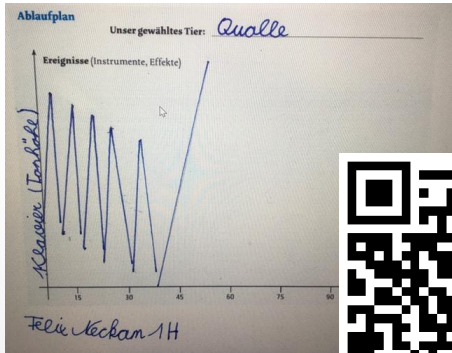 Ablaufplan
Unser gewähltes Tier: Qualle
Ereignisse (Instrumente, Effekte)
Klavier (Tonhöhe)
15 30 45 60 75 90
Felix Neckam 1H